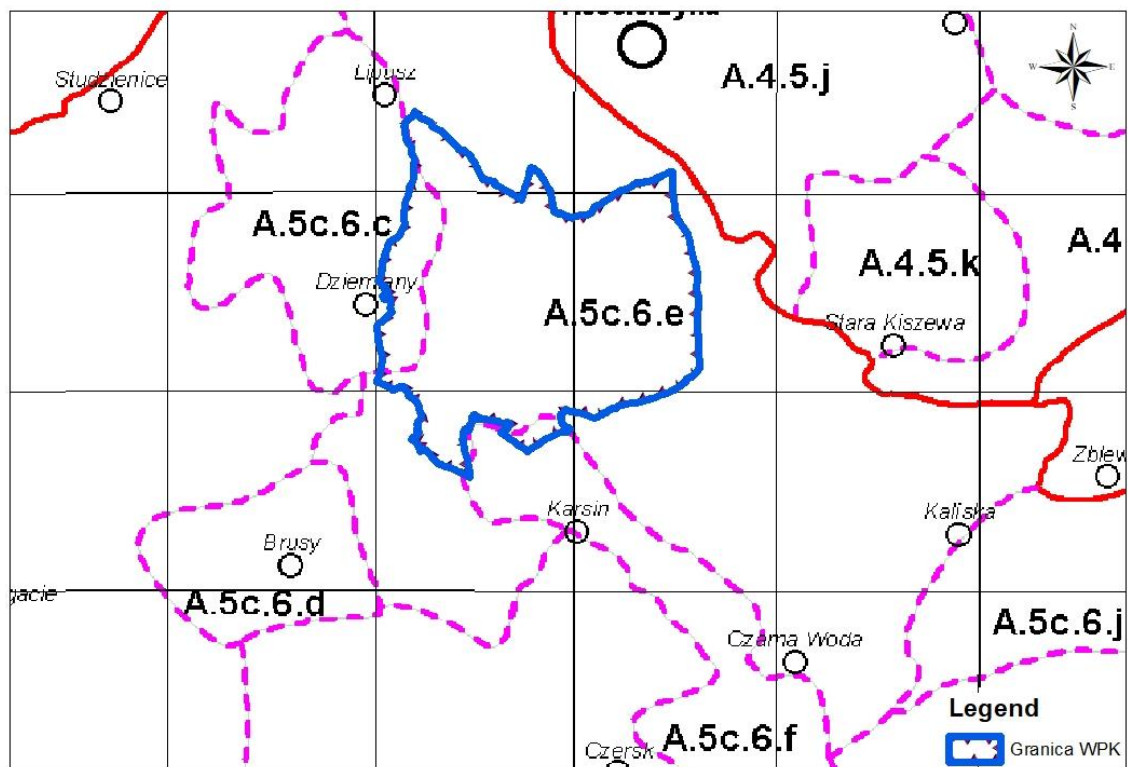 Studzienice
Lipusz
A.4.5.j
N
W
E
S
A.5c.6.c
A.4.5.k
A.4
Dziemiany
A.5c.6.e
Stara Kiszewa
Zblew
Karsin
Kaliska
Brusy
A.5c.6.d
A.5c.6.j
Czarna Woda
A.5c.6.f
Czersk
Legend
Granica WPK